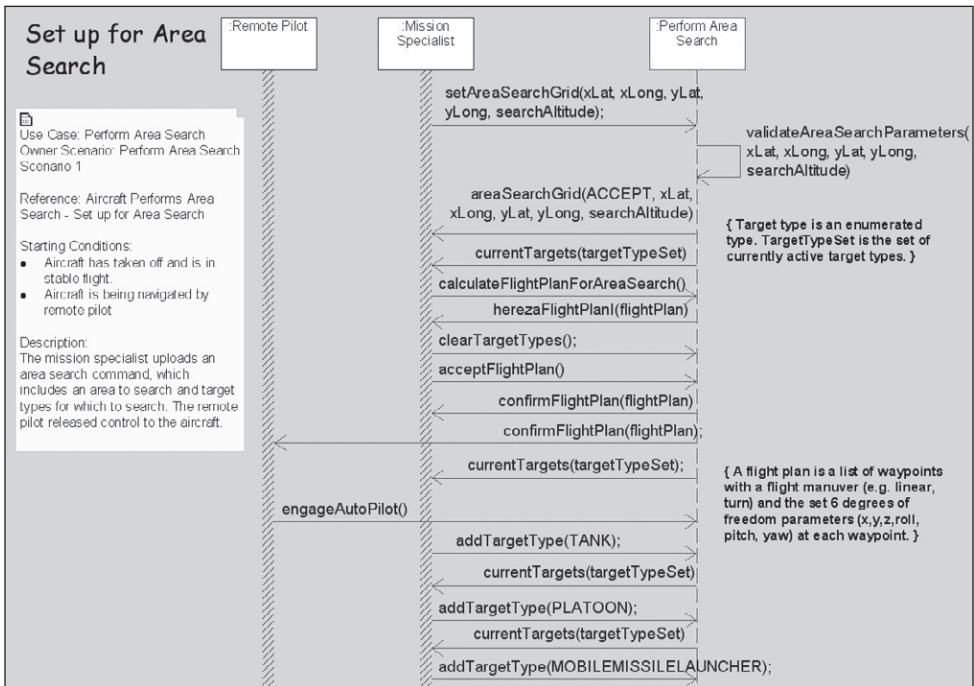 Set up for Area
Search
:Remote Pilot
:Mission
Specialist
:Perform Area
Search
Use Case: Perform Area Search
Owner Scenario: Perform Area Search
Scenario 1
Reference: Aircraft Performs Area
Search - Set up for Area Search
Starting Conditions:
• Aircraft has taken off and is in
stable flight.
• Aircraft is being navigated by
remote pilot
Description:
The mission specialist uploads an
area search command, which
includes an area to search and target
types for which to search. The remote
pilot released control to the aircraft.
setAreaSearchGrid(xLat, xLong, yLat,
yLong, searchAltitude);
validateAreaSearchParameters(
xLat, xLong, yLat, yLong,
searchAltitude)
areaSearchGrid(ACCEPT, xLat,
xLong, yLat, yLong, searchAltitude)
{ Target type is an enumerated
type. TargetTypeSet is the set of
currently active target types. }
currentTargets(targetTypeSet)
calculateFlightPlanForAreaSearch()
herezaFlightPlanI(flightPlan)
clearTargetTypes();
acceptFlightPlan()
confirmFlightPlan(flightPlan)
confirmFlightPlan(flightPlan);
currentTargets(targetTypeSet);
{ A flight plan is a list of waypoints
with a flight manuver (e.g. linear,
turn) and the set 6 degrees of
freedom parameters (x,y,z,roll,
pitch, yaw) at each waypoint. }
engageAutoPilot()
addTargetType(TANK);
currentTargets(targetTypeSet)
addTargetType(PLATOON);
currentTargets(targetTypeSet)
addTargetType(MOBILEMISSILELAUNCHER);